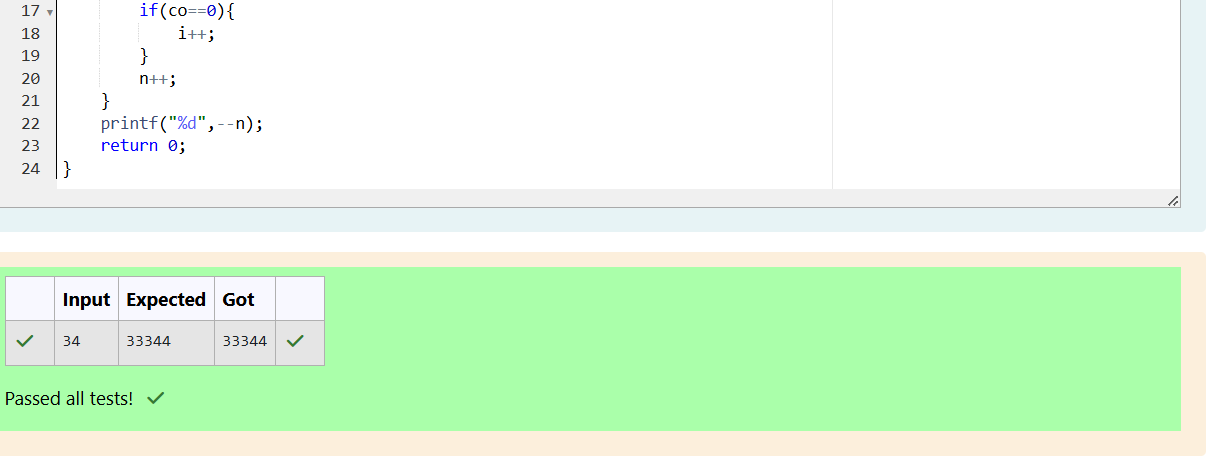 17 if(co==0){
18 i++;
19 }
20 n++;
21 }
22 printf("%d",--n);
23 return 0;
24 }
Input Expected Got
34 33344 33344
Passed all tests!